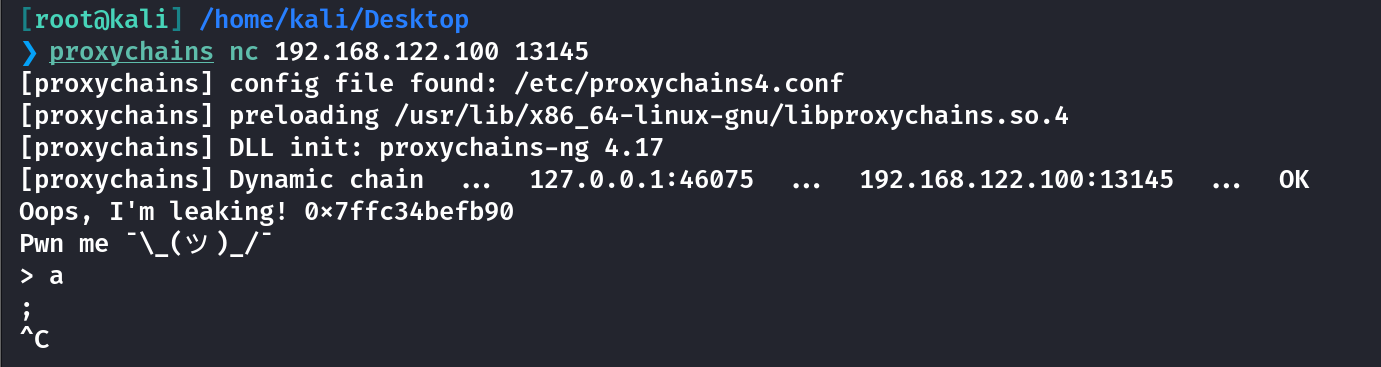 [root@kali] /home/kali/Desktop
❯ proxychains nc 192.168.122.100 13145
[proxychains] config file found: /etc/proxychains4.conf
[proxychains] preloading /usr/lib/x86_64-linux-gnu/libproxychains.so.4
[proxychains] DLL init: proxychains-ng 4.17
[proxychains] Dynamic chain  ...  127.0.0.1:46075  ...  192.168.122.100:13145  ...  OK
Oops, I'm leaking! 0x7ffc34befb90
Pwn me ¯\_(ツ)_/¯
> a
;
^C